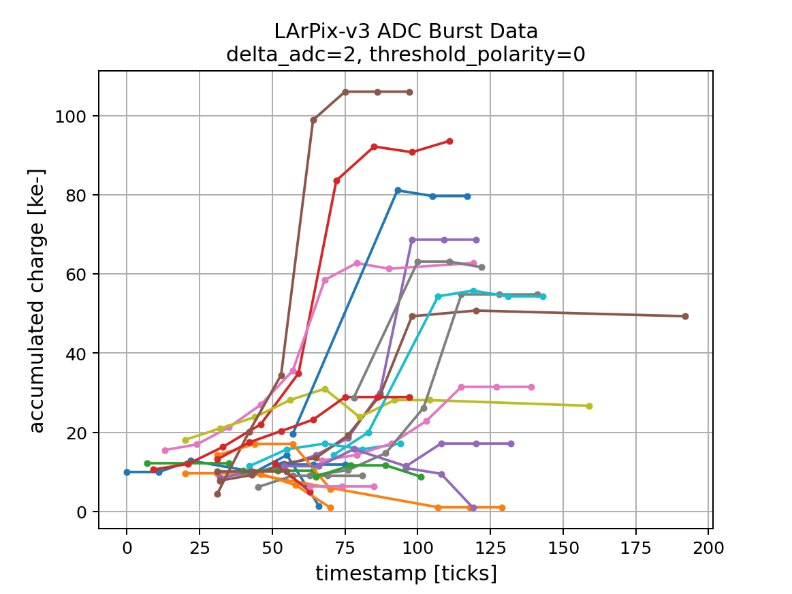 LArPix-v3 ADC Burst Data
delta_adc=2, threshold_polarity=0
accumulated charge [ke-]
100
80
60
40
20
0
0 25 50 75 100 125 150 175 200
timestamp [ticks]